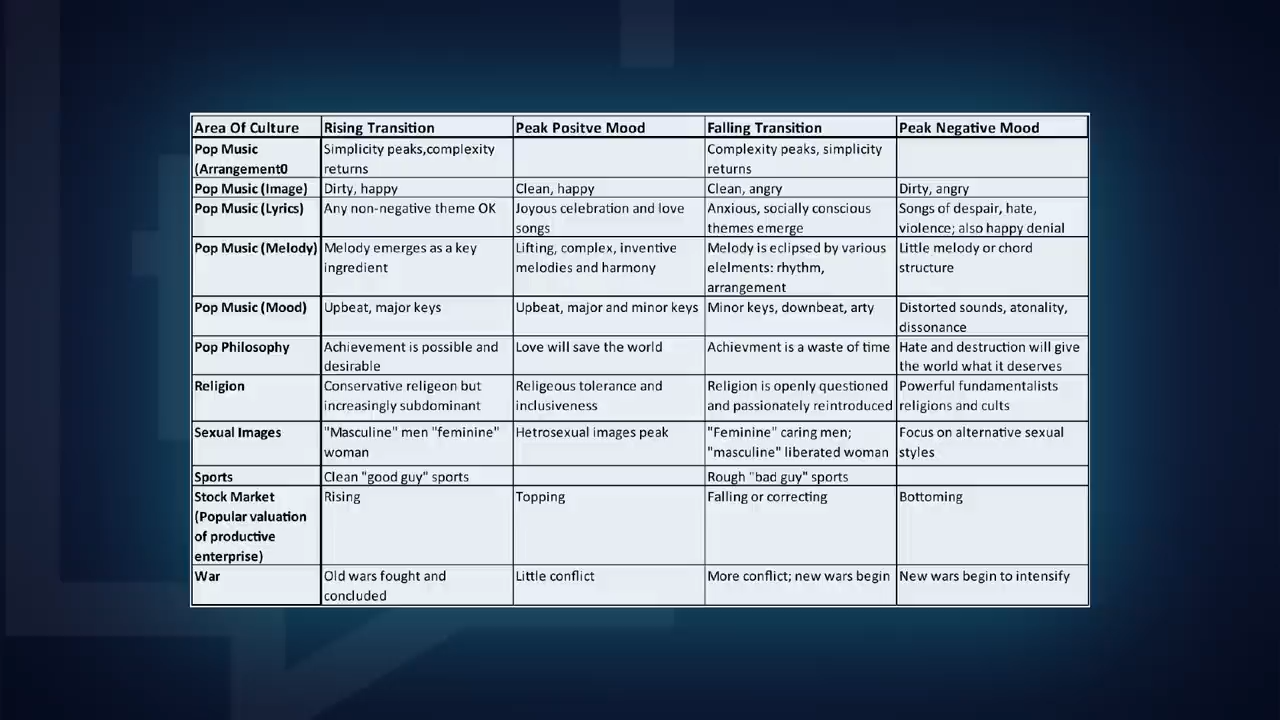 Area Of Culture Rising Transition Peak Positve Mood Falling Transition Peak Negative Mood
Pop Music Simplicity peaks,complexity Complexity peaks, simplicity
(Arrangement0 returns returns
Pop Music (Image) Dirty, happy Clean, happy Clean, angry Dirty, angry
Pop Music (Lyrics) Any non-negative theme OK Joyous celebration and love Anxious, socially conscious Songs of despair, hate,
songs themes emerge violence; also happy denial
Pop Music (Melody) Melody emerges as a key Lifting, complex, inventive Melody is eclipsed by various Little melody or chord
ingredient melodies and harmony elelments: rhythm, structure
arrangement
Pop Music (Mood) Upbeat, major keys Upbeat, major and minor keys Minor keys, downbeat, arty Distorted sounds, atonality,
dissonance
Pop Philosophy Achievement is possible and Love will save the world Achievment is a waste of time Hate and destruction will give
desirable the world what it deserves
Religion Conservative religeon but Religeous tolerance and Religion is openly questioned Powerful fundamentalists
increasingly subdominant inclusiveness and passionately reintroduced religions and cults
Sexual Images "Masculine" men "feminine" Hetrosexual images peak "Feminine" caring men; Focus on alternative sexual
woman "masculine" liberated woman styles
Sports Clean "good guy" sports Rough "bad guy" sports
Stock Market Rising Topping Falling or correcting Bottoming
(Popular valuation
of productive
enterprise)
War Old wars fought and Little conflict More conflict; new wars begin New wars begin to intensify
concluded